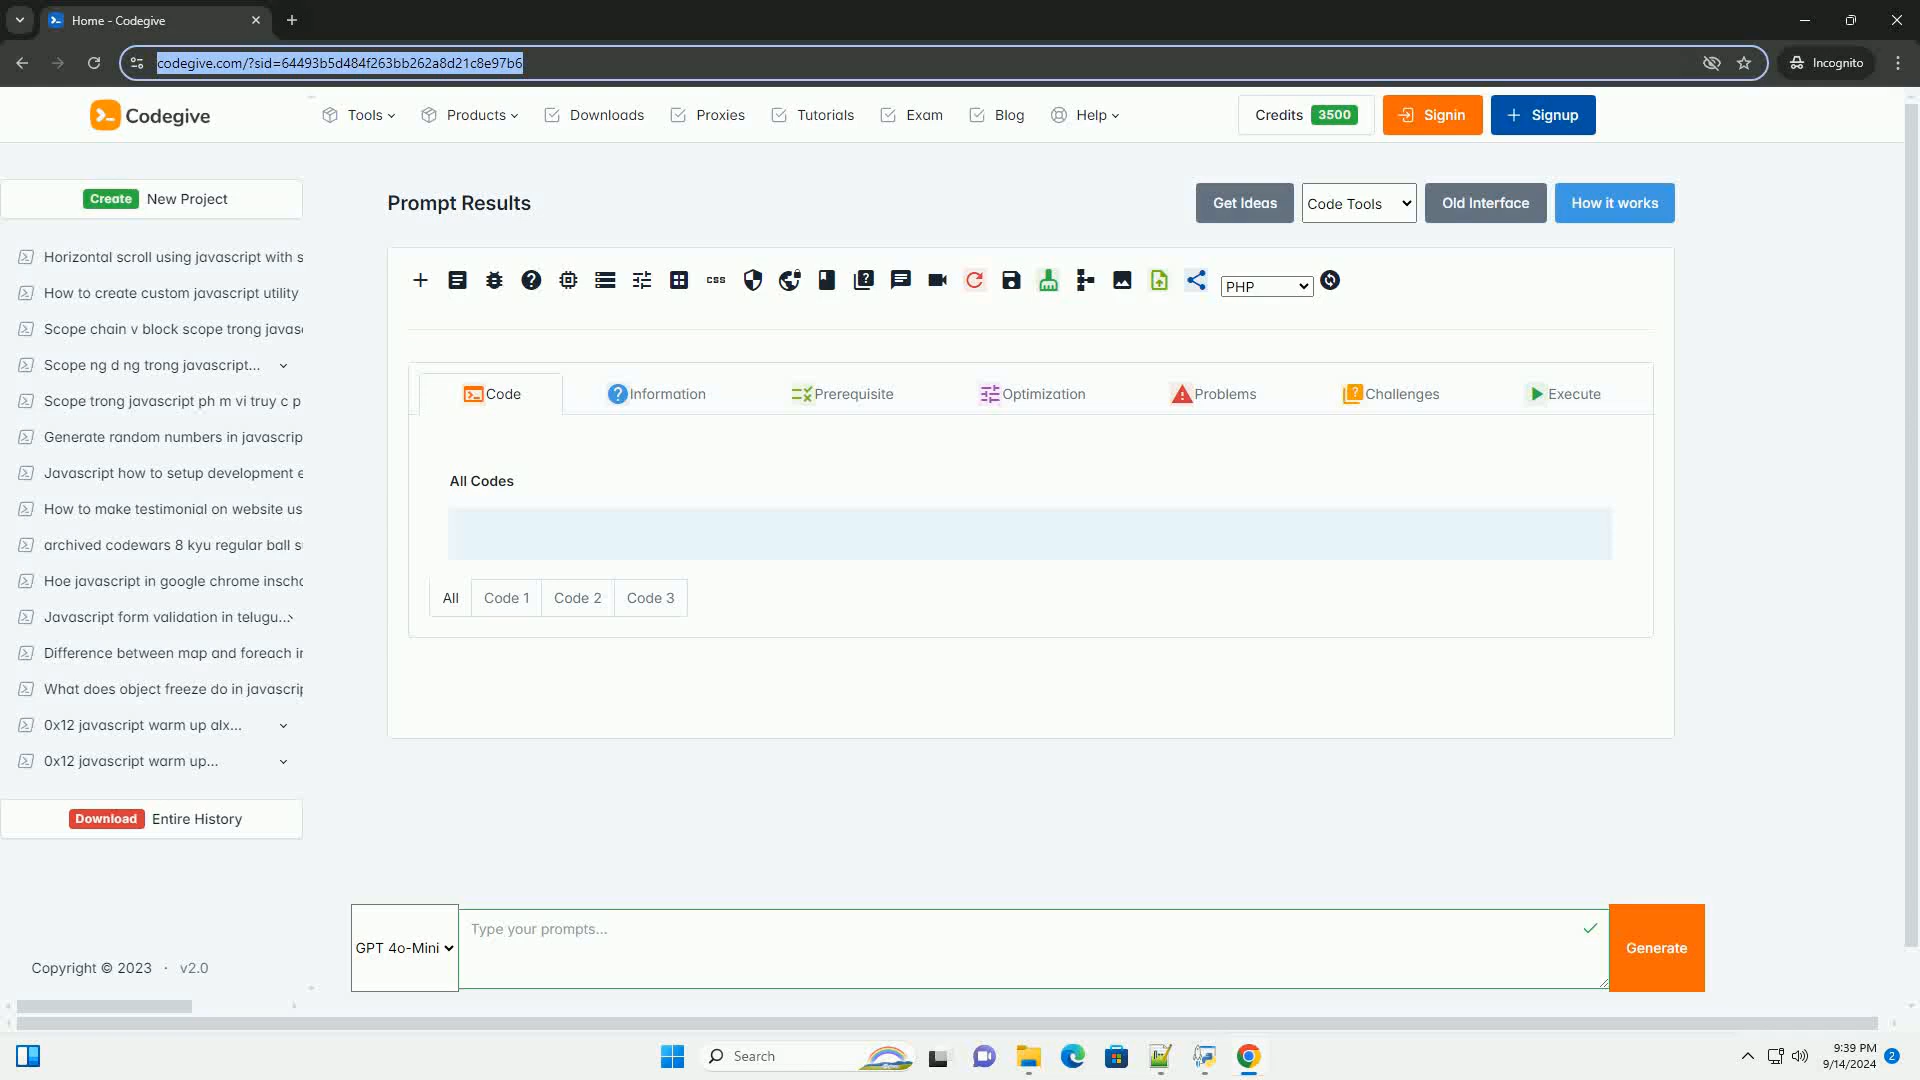 Home - Codegive
codegive.com/?sid=64493b5d484f263bb262a8d21c8e97b6
Incognito
Codegive
Tools
Products
Downloads
Proxies
Tutorials
Exam
Blog
Help
Credits 3500
Signin
Signup
Create New Project
Horizontal scroll using javascript with s
How to create custom javascript utility
Scope chain v block scope trong javas
Scope ng d ng trong javascript...
Scope trong javascript ph m vi truy c p
Generate random numbers in javascrip
Javascript how to setup development e
How to make testimonial on website us
archived codewars 8 kyu regular ball s
Hoe javascript in google chrome inscho
Javascript form validation in telugu...
Difference between map and foreach in
What does object freeze do in javascrip
0x12 javascript warm up alx...
0x12 javascript warm up...
Download Entire History
Copyright © 2023 · v2.0
Prompt Results
Get Ideas
Code Tools
Old Interface
How it works
css
PHP
Code
Information
Prerequisite
Optimization
Problems
Challenges
Execute
All Codes
All
Code 1
Code 2
Code 3
GPT 4o-Mini
Type your prompts...
Generate
Search
9:39 PM
9/14/2024
2